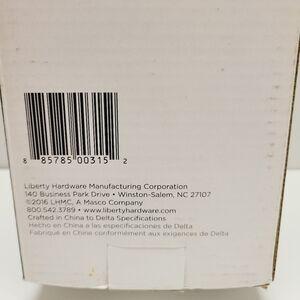 8 85785 00315 2
Liberty Hardware Manufacturing Corporation
140 Business Park Drive • Winston-Salem, NC 27107
©2016 LHMC, A Masco Company
800.542.3789 • www.libertyhardware.com
Crafted in China to Delta Specifications
Hecho en China a las especificaciones de Delta
Fabriqué en China conformément aux exigences de Delta